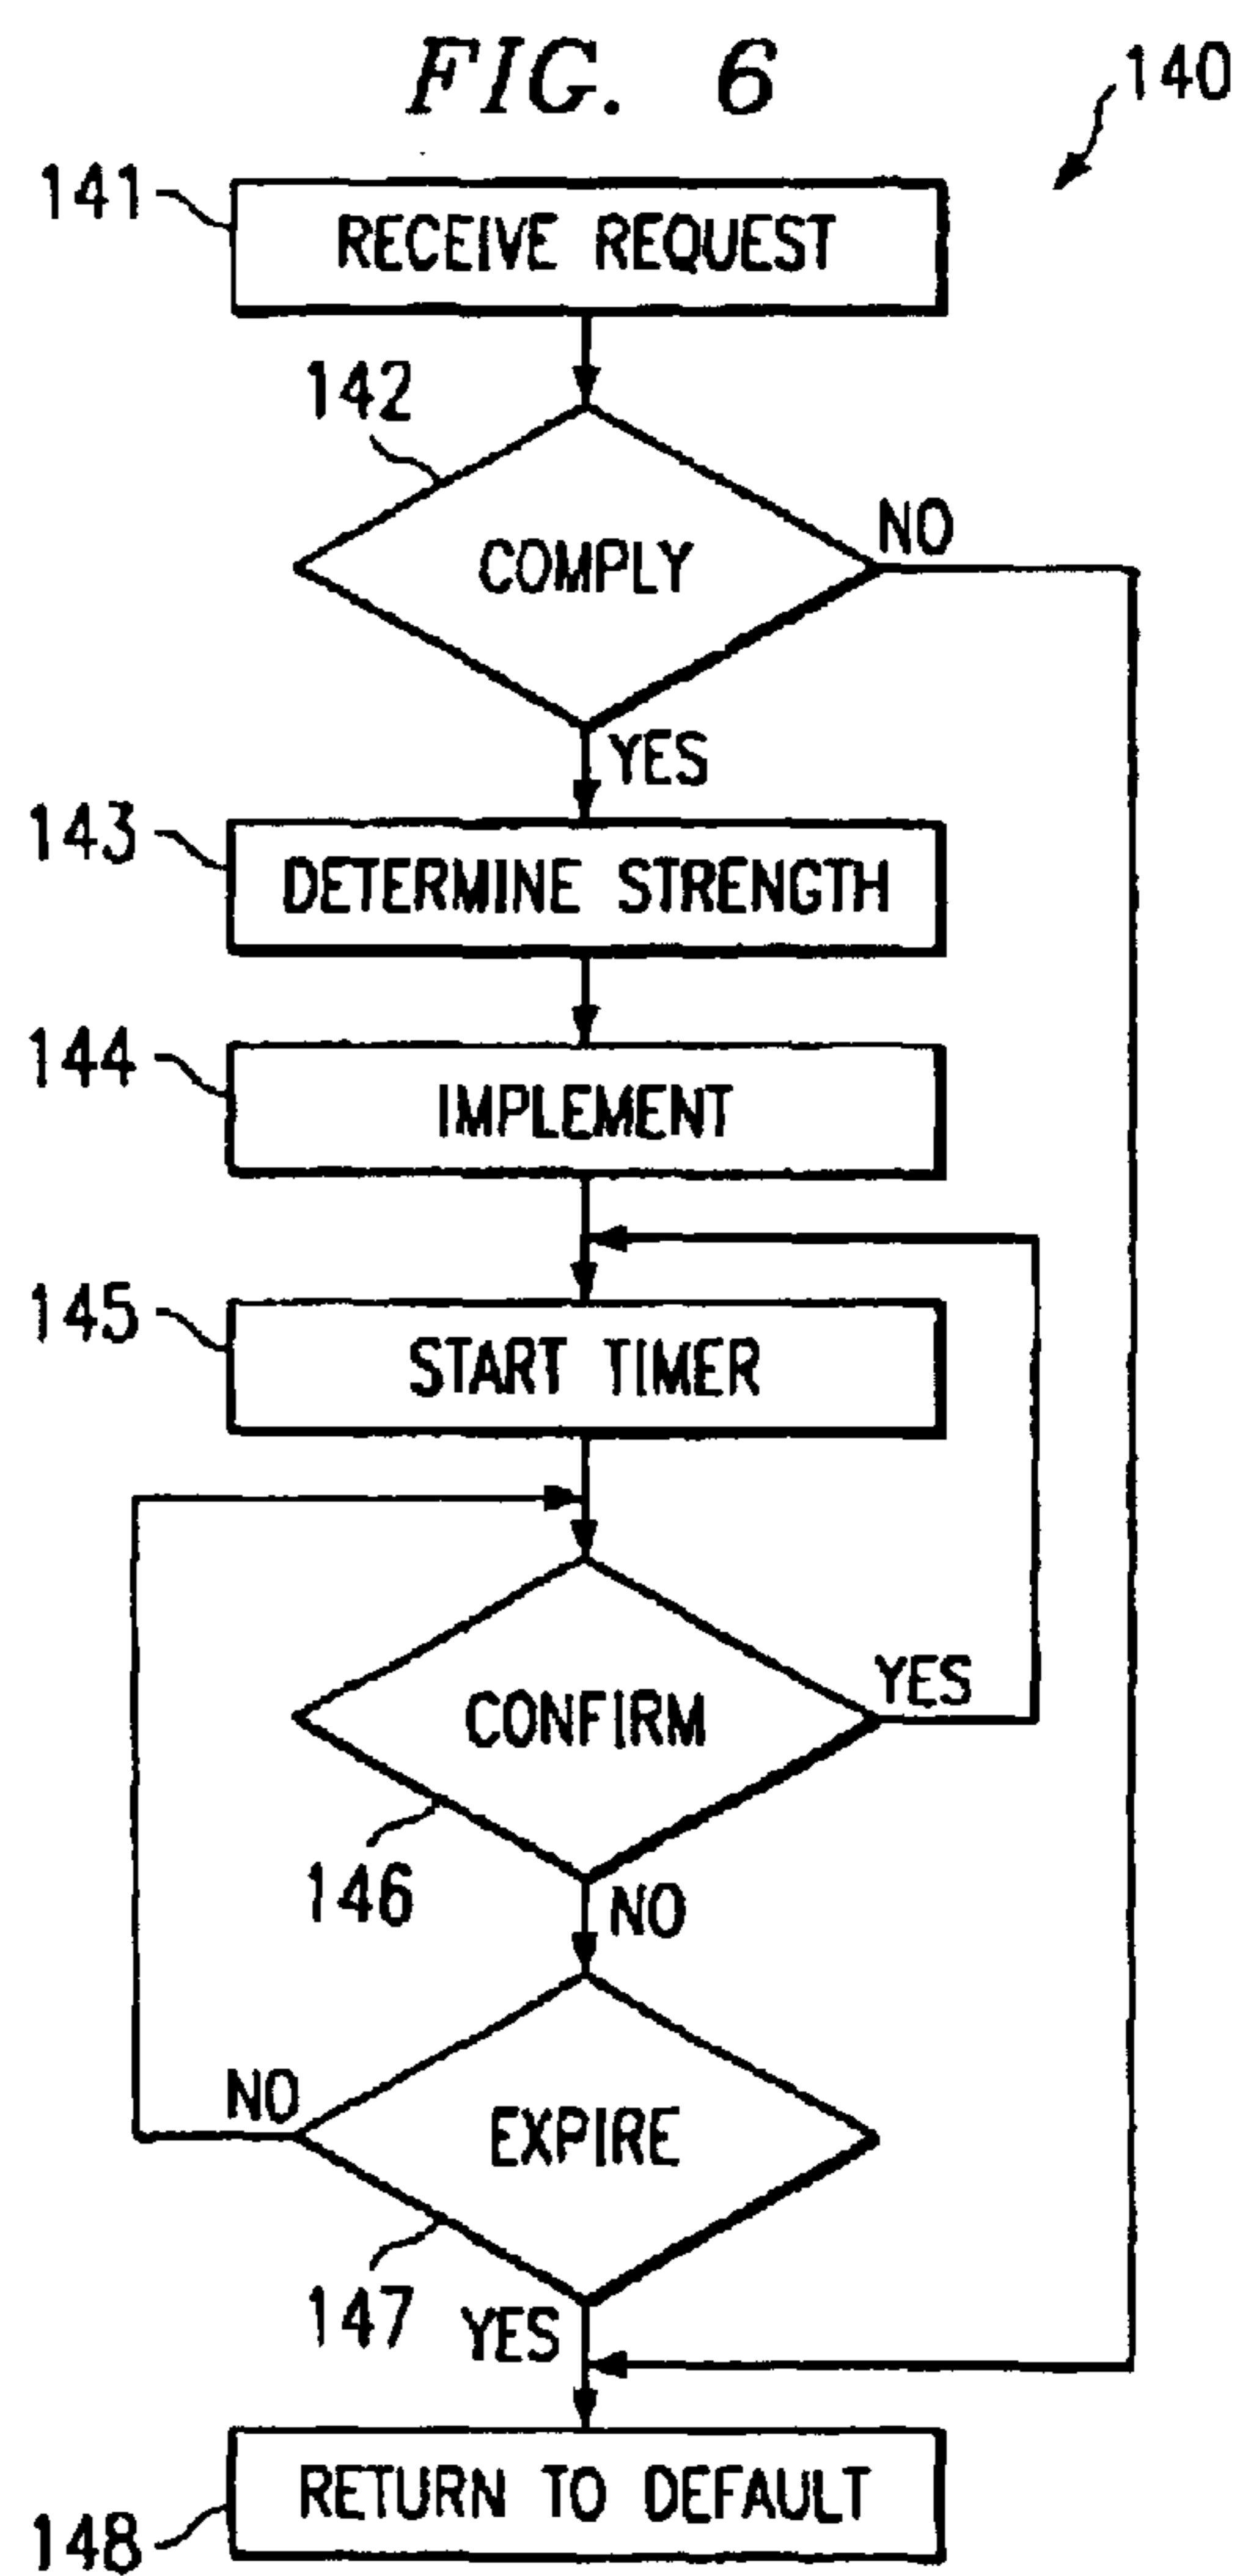 FIG. 6
140
141
RECEIVE REQUEST
142
COMPLY
NO
YES
143
DETERMINE STRENGTH
144
IMPLEMENT
145
START TIMER
CONFIRM
YES
146
NO
NO
EXPIRE
147
YES
RETURN TO DEFAULT
148